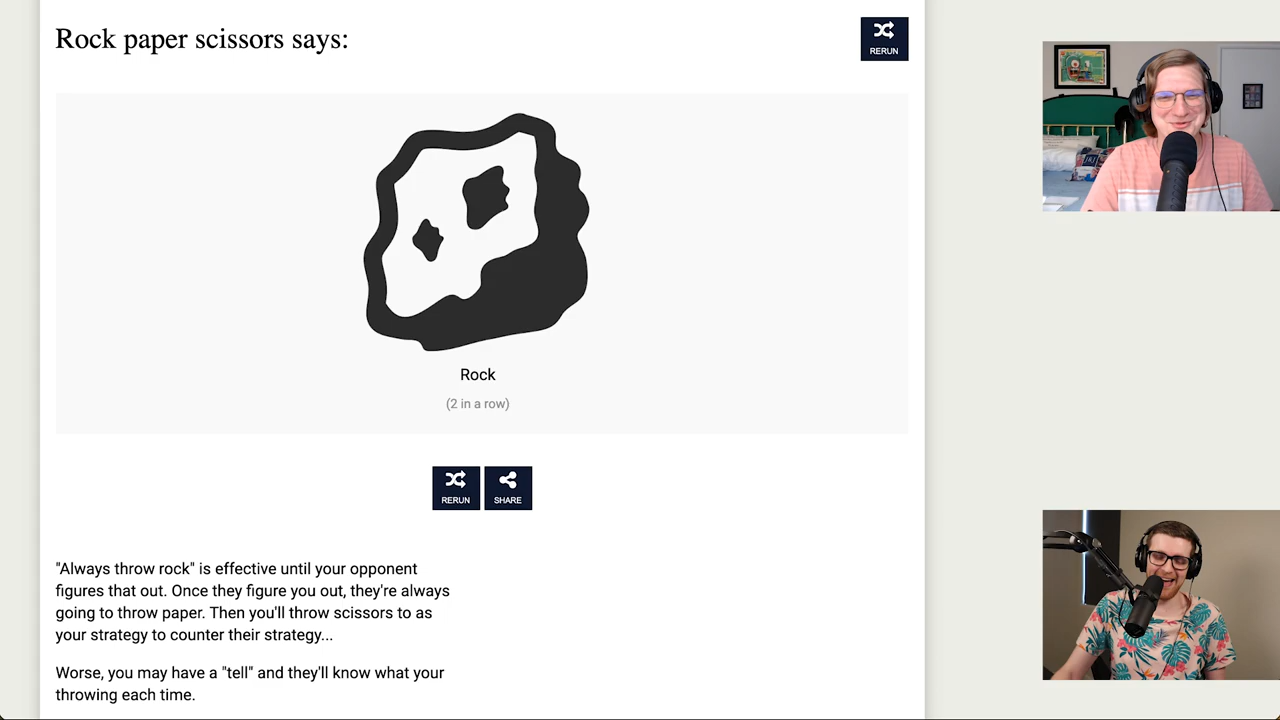 Rock paper scissors says:
RERUN
Rock
(2 in a row)
RERUN
SHARE
"Always throw rock" is effective until your opponent
figures that out. Once they figure you out, they're always
going to throw paper. Then you'll throw scissors to as
your strategy to counter their strategy...
Worse, you may have a "tell" and they'll know what your
throwing each time.